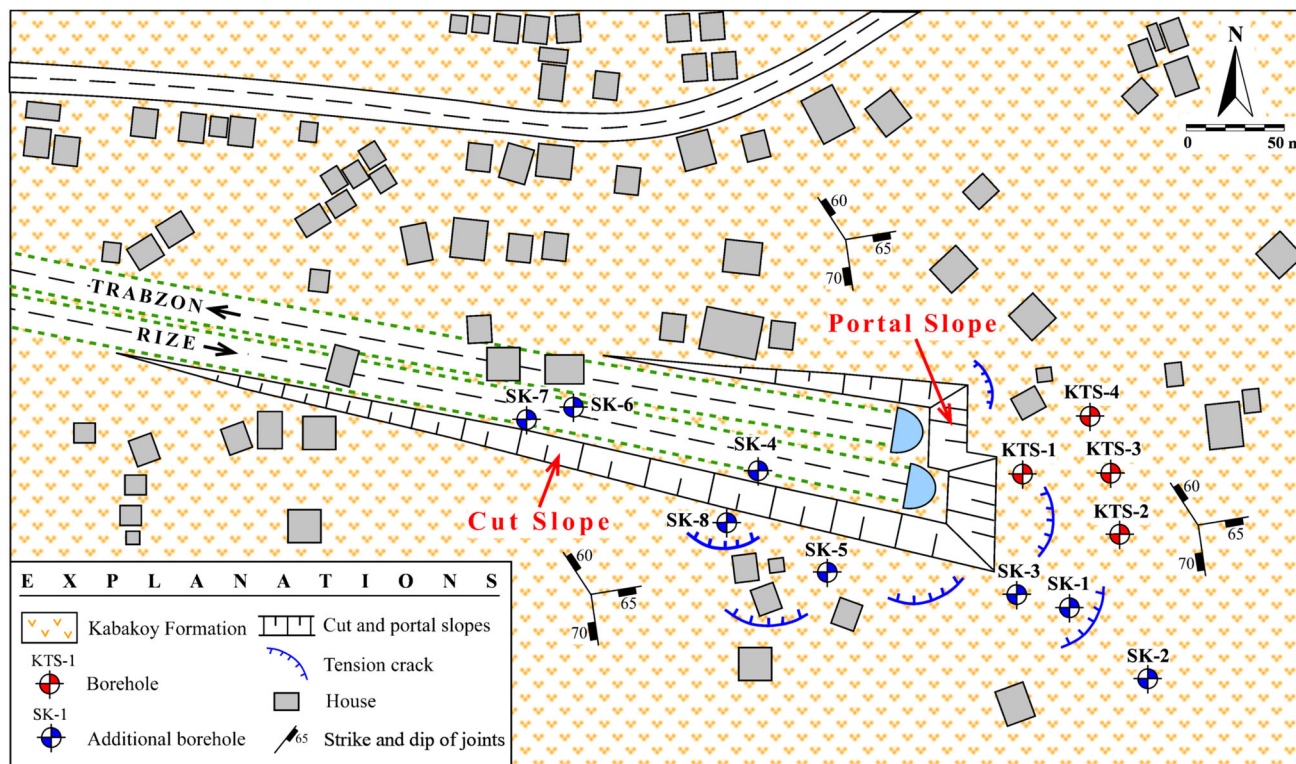 N
0
50 m
60
65
70
TRABZON
RIZE
Portal Slope
KTS-4
SK-7
SK-6
SK-4
KTS-1
KTS-3
Cut Slope
SK-8
KTS-2
60
65
70
SK-5
SK-3
SK-1
60
65
70
SK-2
EXPLANATIONS
Kabakoy Formation
Cut and portal slopes
KTS-1
Borehole
Tension crack
House
SK-1
Additional borehole
65
Strike and dip of joints